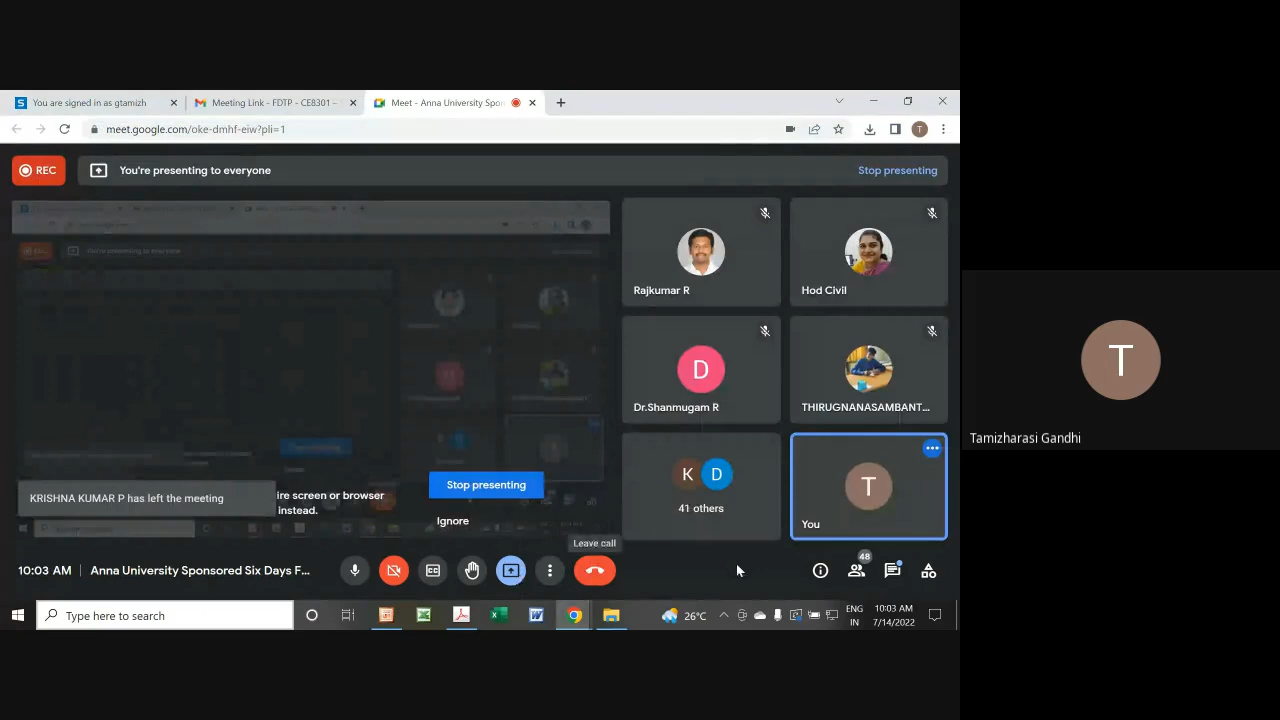 You are signed in as gtamizh
Meeting Link - FDTP - CE8301 -
Meet - Anna University Spon
meet.google.com/oke-dmhf-eiw?pli=1
T
REC
You're presenting to everyone
Stop presenting
Rajkumar R
Hod Civil
D
Dr.Shanmugam R
THIRUGNANASAMBANT...
K D
41 others
T
You
KRISHNA KUMAR P has left the meeting
ire screen or browser
instead.
Stop presenting
Ignore
Leave call
10:03 AM
Anna University Sponsored Six Days F...
48
Type here to search
26°C
ENG
IN
10:03 AM
7/14/2022
T
Tamizharasi Gandhi